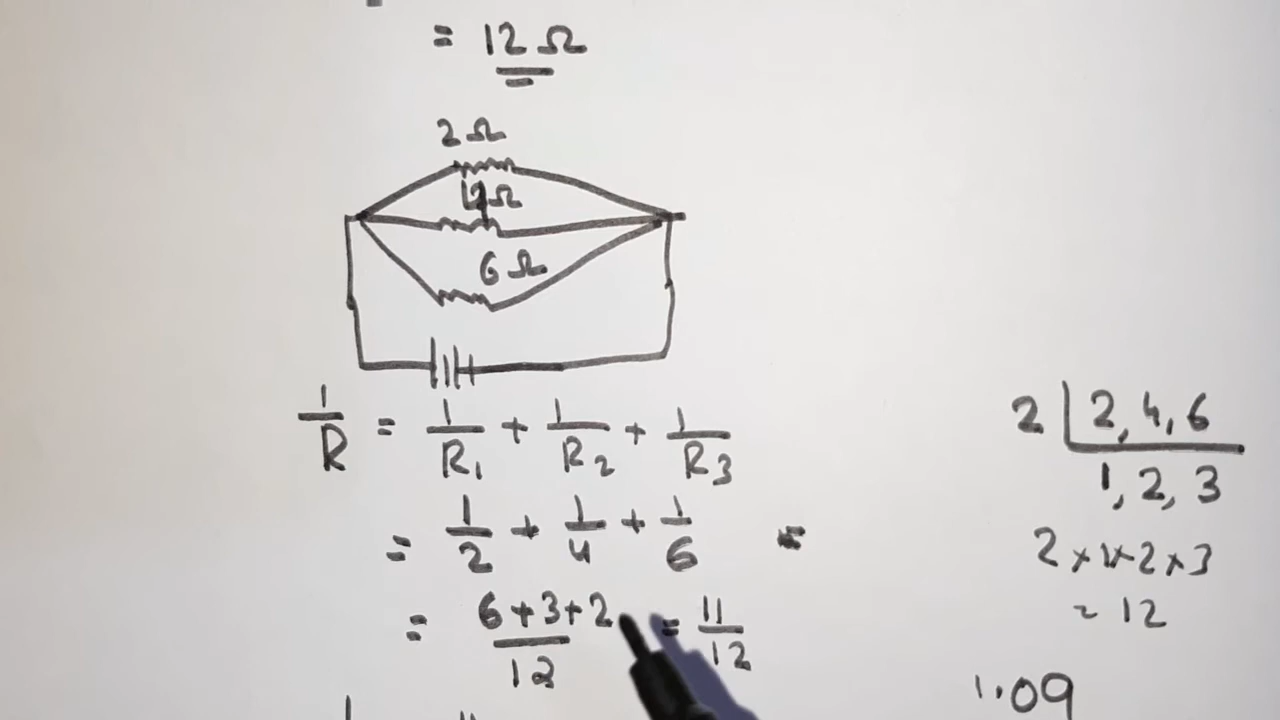 = 12 Ω
2 Ω
6 Ω
1/R = 1/R₁ + 1/R₂ + 1/R₃
= 1/2 + 1/4 + 1/6 =
= (6+3+2)/12 = 11/12
2 | 2, 4, 6
1, 2, 3
2 × 1 × 2 × 3
= 12
1.09